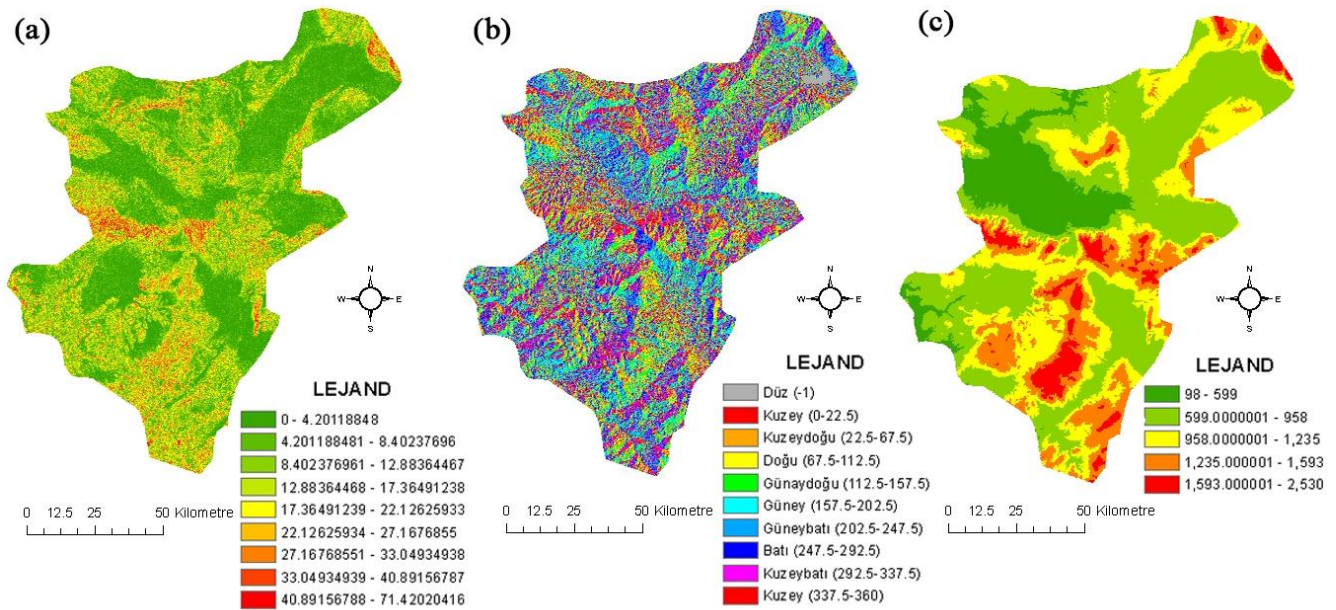 (a)
N
W E
S
LEJAND
0 - 4.20118848
4.201188481 - 8.40237696
8.402376961 - 12.88364467
12.88364468 - 17.36491238
17.36491239 - 22.12625933
22.12625934 - 27.1676855
27.16768551 - 33.04934938
33.04934939 - 40.89156787
40.89156788 - 71.42020416
0 12.5 25 50 Kilometre
(b)
N
W E
S
LEJAND
Düz (-1)
Kuzey (0-22.5)
Kuzeydoğu (22.5-67.5)
Doğu (67.5-112.5)
Günaydoğu (112.5-157.5)
Güney (157.5-202.5)
Güneybatı (202.5-247.5)
Batı (247.5-292.5)
Kuzeybatı (292.5-337.5)
Kuzey (337.5-360)
0 12.5 25 50 Kilometre
(c)
N
W E
S
LEJAND
98 - 599
599.0000001 - 958
958.0000001 - 1,235
1,235.000001 - 1,593
1,593.000001 - 2,530
0 12.5 25 50 Kilometre